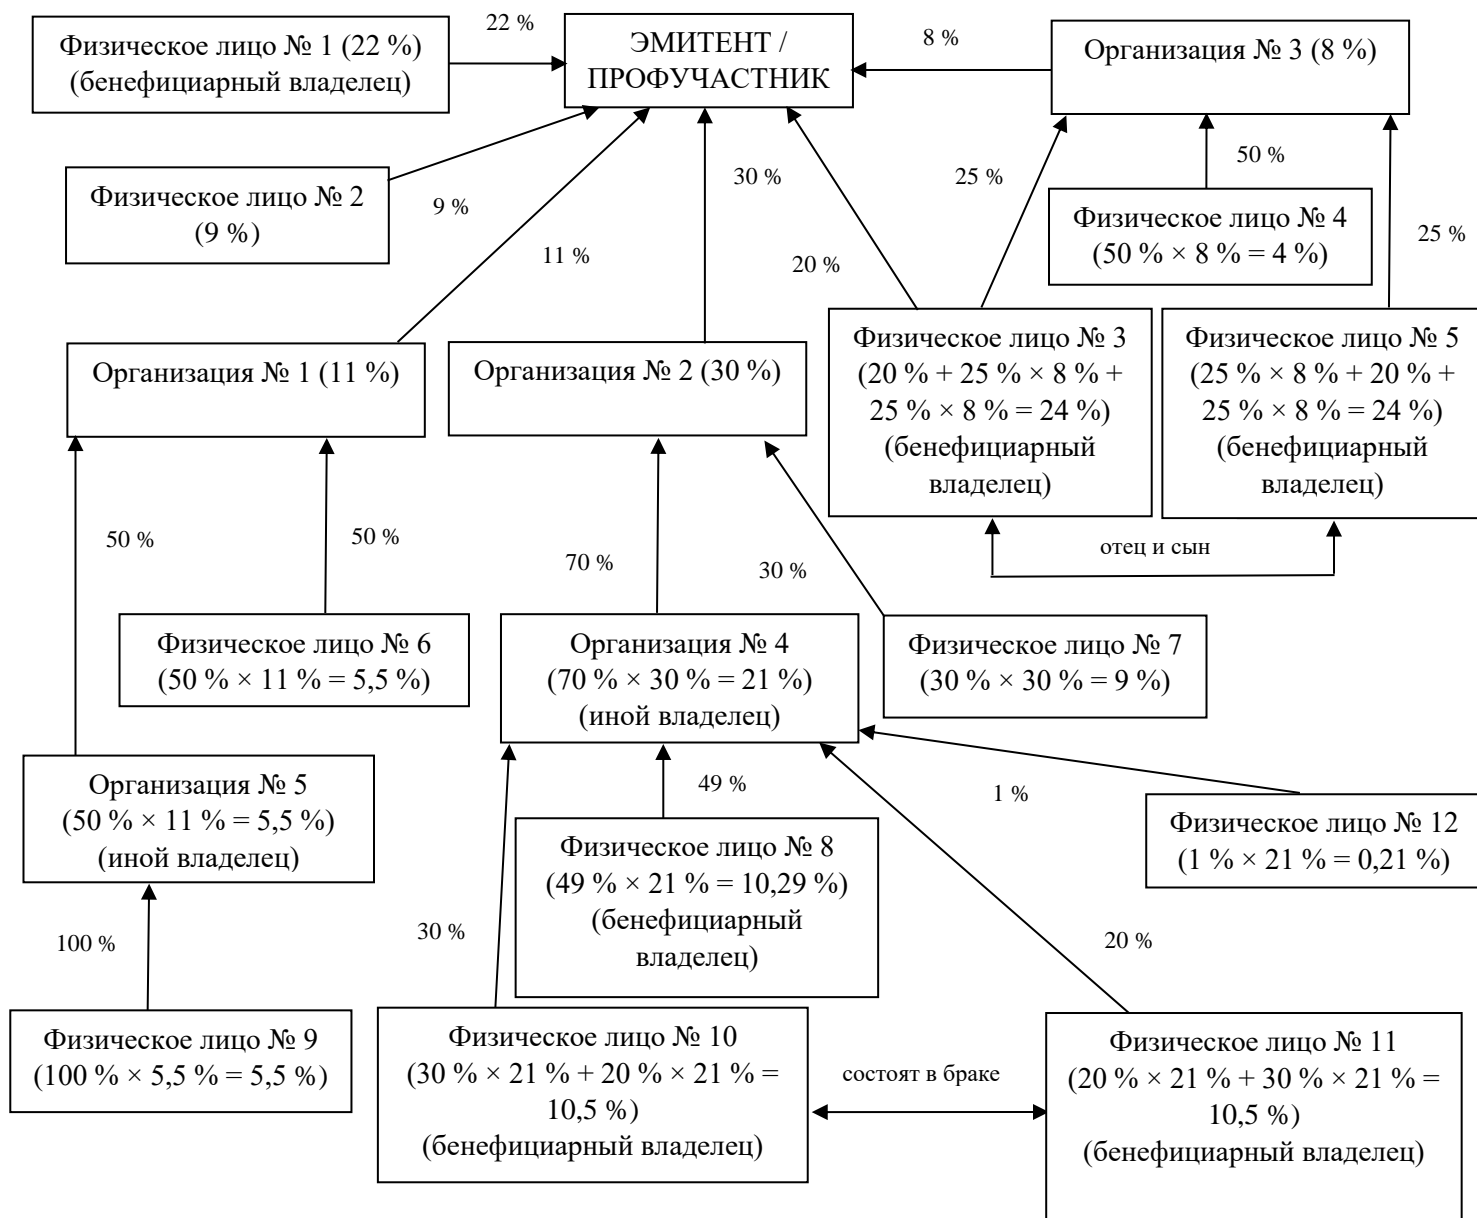 22 %
Физическое лицо № 1 (22 %)
(бенефициарный владелец)
ЭМИТЕНТ /
ПРОФУЧАСТНИК
8 %
Организация № 3 (8 %)
Физическое лицо № 2
(9 %)
9 %
11 %
30 %
20 %
25 %
50 %
Физическое лицо № 4
(50 % × 8 % = 4 %)
25 %
Организация № 1 (11 %)
Организация № 2 (30 %)
Физическое лицо № 3
(20 % + 25 % × 8 % +
25 % × 8 % = 24 %)
(бенефициарный
владелец)
Физическое лицо № 5
(25 % × 8 % + 20 % +
25 % × 8 % = 24 %)
(бенефициарный
владелец)
50 %
50 %
70 %
30 %
отец и сын
Физическое лицо № 6
(50 % × 11 % = 5,5 %)
Организация № 4
(70 % × 30 % = 21 %)
(иной владелец)
Физическое лицо № 7
(30 % × 30 % = 9 %)
Организация № 5
(50 % × 11 % = 5,5 %)
(иной владелец)
49 %
1 %
Физическое лицо № 12
(1 % × 21 % = 0,21 %)
Физическое лицо № 8
(49 % × 21 % = 10,29 %)
(бенефициарный
владелец)
100 %
30 %
20 %
Физическое лицо № 9
(100 % × 5,5 % = 5,5 %)
Физическое лицо № 10
(30 % × 21 % + 20 % × 21 % =
10,5 %)
(бенефициарный владелец)
состоят в браке
Физическое лицо № 11
(20 % × 21 % + 30 % × 21 % =
10,5 %)
(бенефициарный владелец)